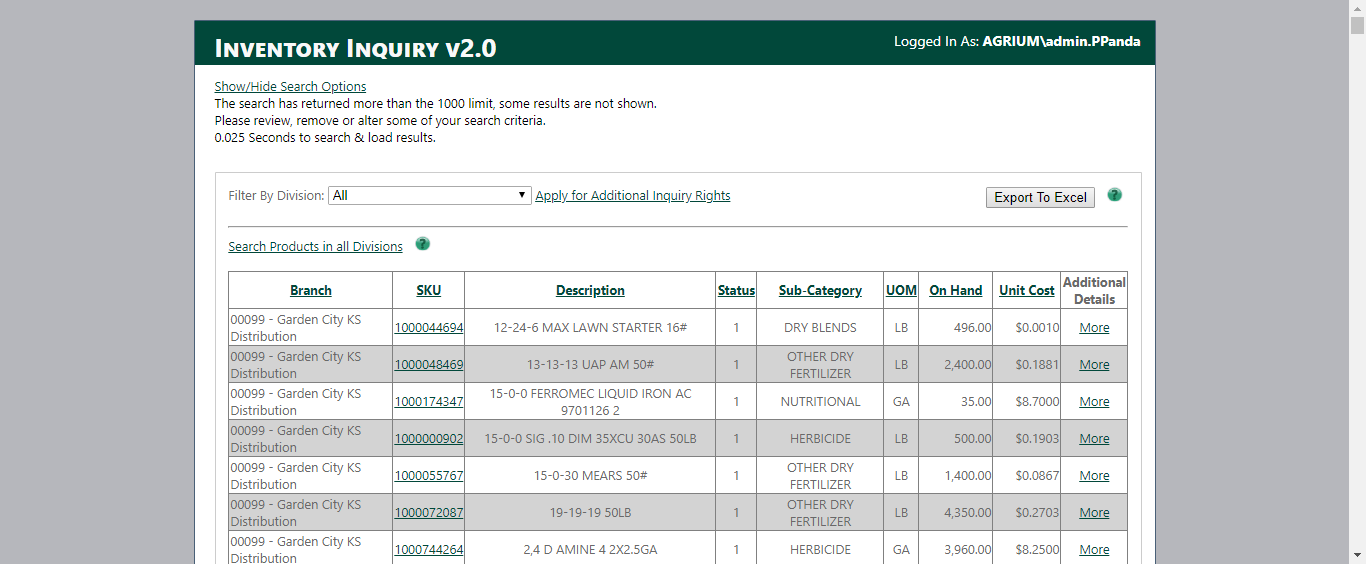 INVENTORY INQUIRY V2.0
Logged In As: AGRIUM\admin.PPanda
Show/Hide Search Options
The search has returned more than the 1000 limit, some results are not shown.
Please review, remove or alter some of your search criteria.
0.025 Seconds to search & load results.
Filter By Division: All Apply for Additional Inquiry Rights Export To Excel ?
Search Products in all Divisions ?
Branch SKU Description Status Sub-Category UOM On Hand Unit Cost Additional Details
00099 - Garden City KS Distribution 1000044694 12-24-6 MAX LAWN STARTER 16# 1 DRY BLENDS LB 496.00 $0.0010 More
00099 - Garden City KS Distribution 1000048469 13-13-13 UAP AM 50# 1 OTHER DRY FERTILIZER LB 2,400.00 $0.1881 More
00099 - Garden City KS Distribution 1000174347 15-0-0 FERROMEC LIQUID IRON AC 9701126 2 1 NUTRITIONAL GA 35.00 $8.7000 More
00099 - Garden City KS Distribution 1000000902 15-0-0 SIG .10 DIM 35XCU 30AS 50LB 1 HERBICIDE LB 500.00 $0.1903 More
00099 - Garden City KS Distribution 1000055767 15-0-30 MEARS 50# 1 OTHER DRY FERTILIZER LB 1,400.00 $0.0867 More
00099 - Garden City KS Distribution 1000072087 19-19-19 50LB 1 OTHER DRY FERTILIZER LB 4,350.00 $0.2703 More
00099 - Garden City KS Distribution 1000744264 2,4 D AMINE 4 2X2.5GA 1 HERBICIDE GA 3,960.00 $8.2500 More